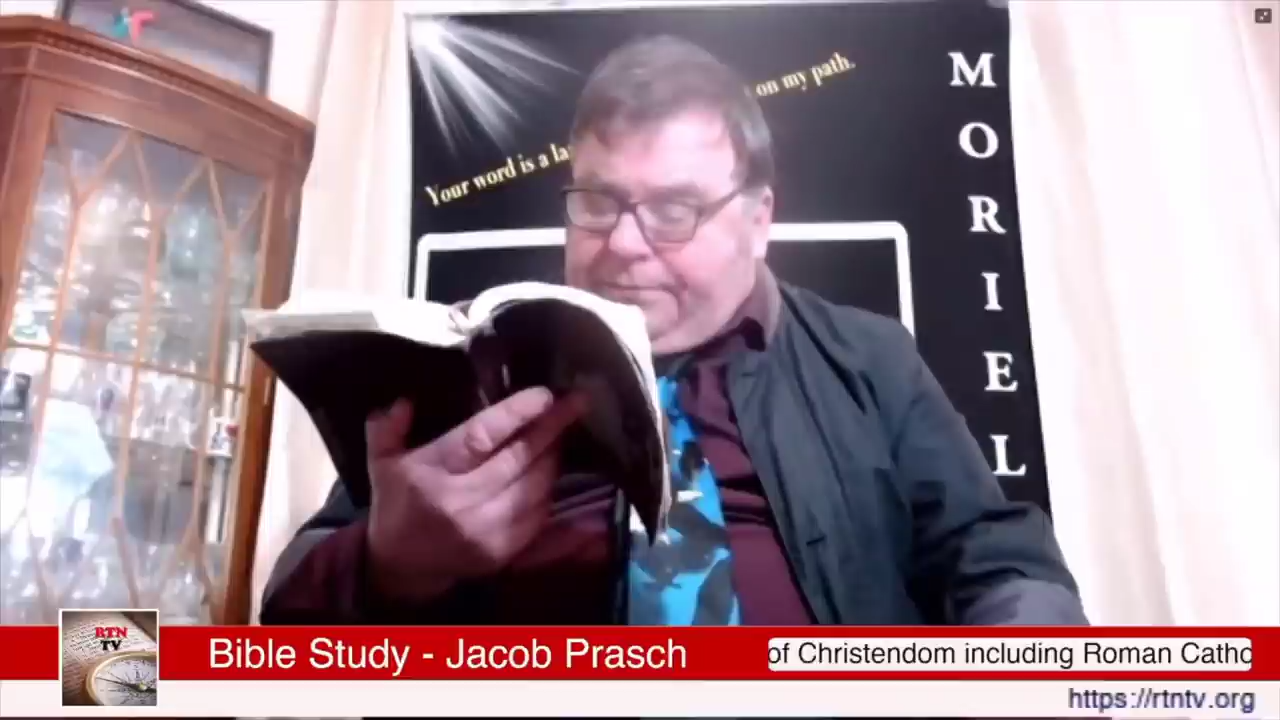 Your word is a la
on my path.
M
O
R
I
E
L
RTN
TV
Bible Study - Jacob Prasch
of Christendom including Roman Catho
https://rtntv.org